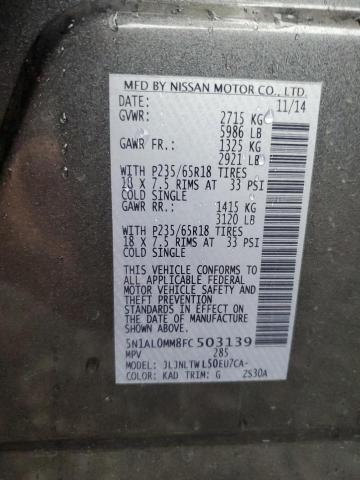 MFD BY NISSAN MOTOR CO., LTD.
DATE: 11/14
GVWR: 2715 KG
5986 LB
GAWR FR.: 1325 KG
2921 LB
WITH P235/65R18 TIRES
18 X 7.5 RIMS AT 33 PSI
COLD SINGLE
GAWR RR.: 1415 KG
3120 LB
WITH P235/65R18 TIRES
18 X 7.5 RIMS AT 33 PSI
COLD SINGLE
THIS VEHICLE CONFORMS TO
ALL APPLICABLE FEDERAL
MOTOR VEHICLE SAFETY AND
STANDARDS IN EFFECT ON
THE DATE OF MANUFACTURE
SHOWN ABOVE.
5N1AL0MM8FC503139
MPV 285
MODEL: JLJNLTWL50EU7CA-
COLOR: KAD TRIM: G ZS30A